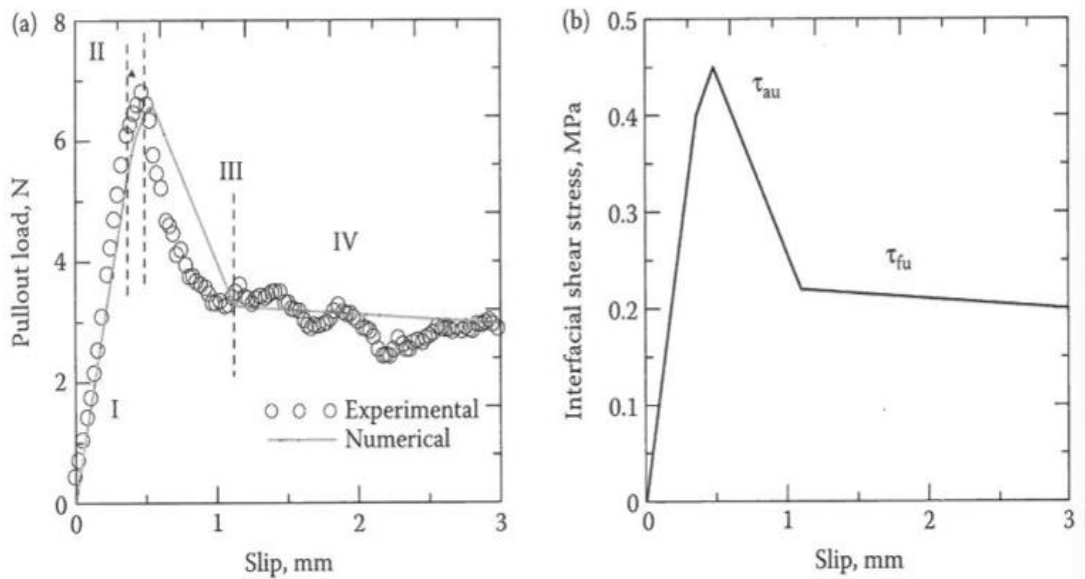 (a)
8
6
4
2
0
Pullout load, N
II
III
IV
I
Experimental
Numerical
0
1
2
3
Slip, mm
(b)
0.5
0.4
0.3
0.2
0.1
0.0
Interfacial shear stress, MPa
τau
τfu
0
1
2
3
Slip, mm